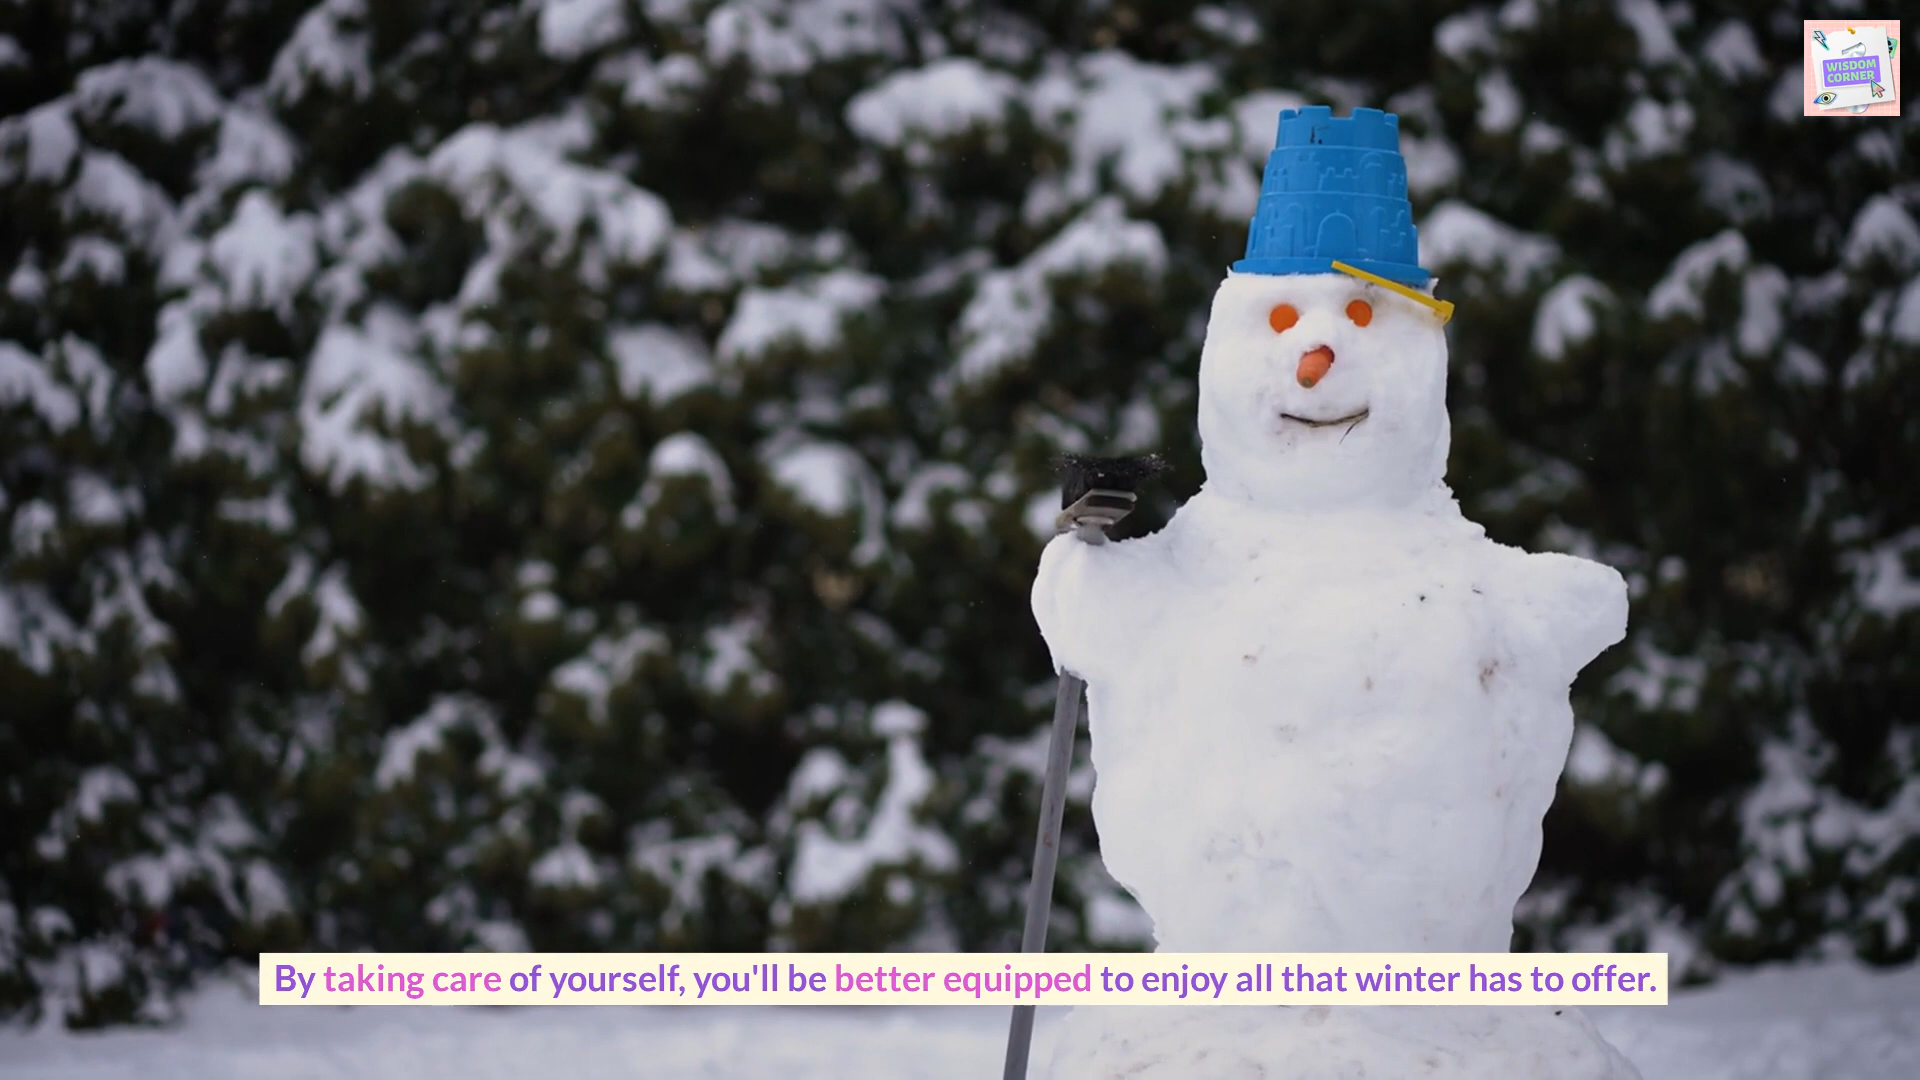 WISDOM
CORNER
By taking care of yourself, you'll be better equipped to enjoy all that winter has to offer.